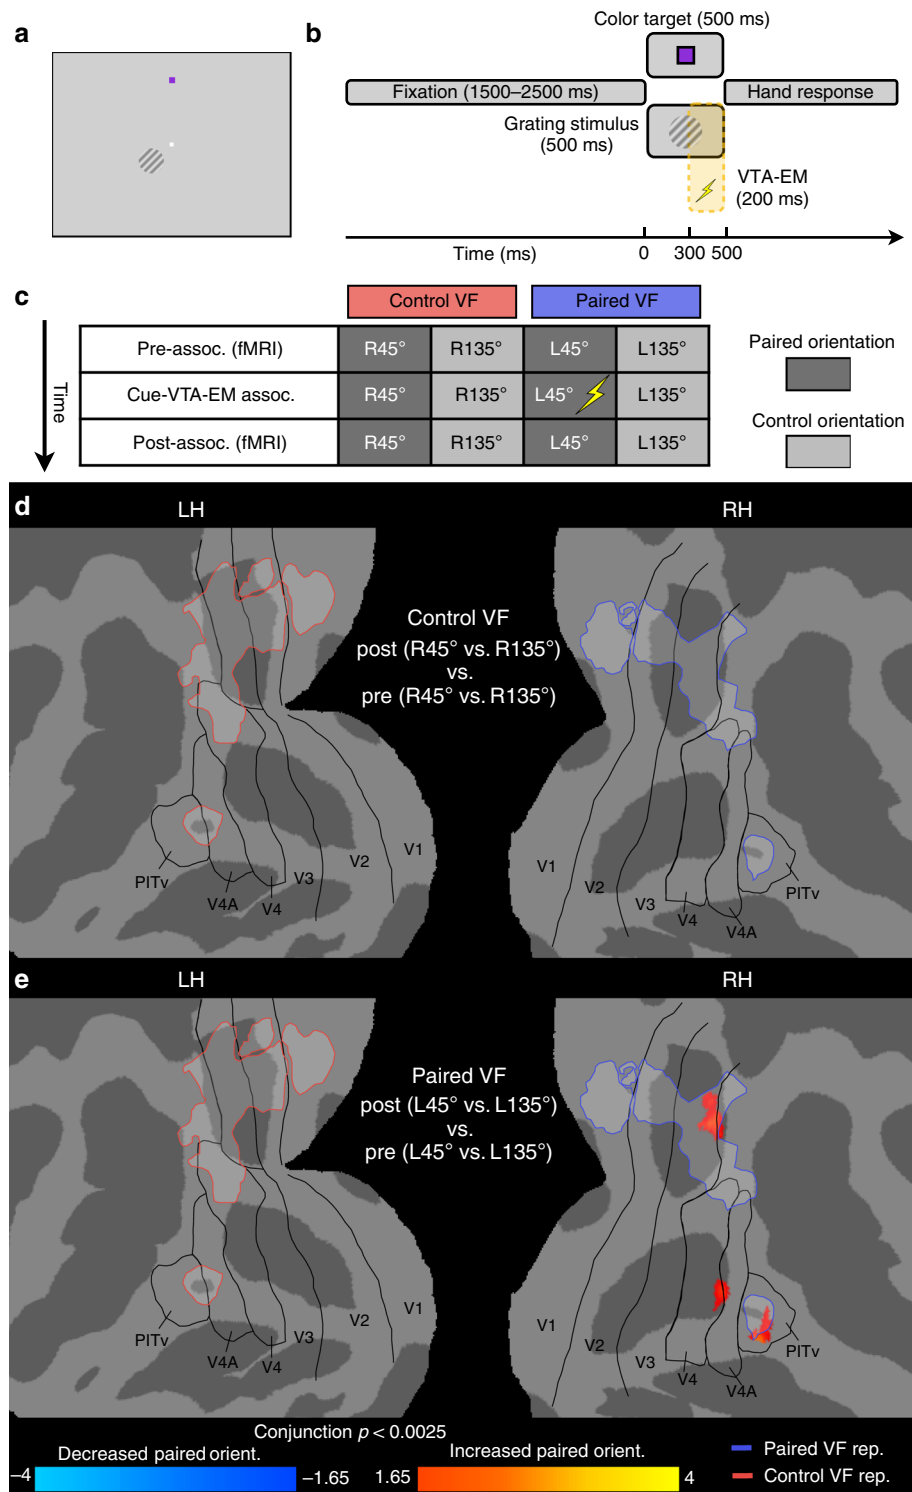 a
b
Color target (500 ms)
Fixation (1500–2500 ms)
Hand response
Grating stimulus
(500 ms)
VTA-EM
(200 ms)
Time (ms)
0
300
500
c
Control VF
Paired VF
Time
Pre-assoc. (fMRI)
R45°
R135°
L45°
L135°
Cue-VTA-EM assoc.
R45°
R135°
L45°
L135°
Post-assoc. (fMRI)
R45°
R135°
L45°
L135°
Paired orientation
Control orientation
d
LH
RH
Control VF
post (R45° vs. R135°)
vs.
pre (R45° vs. R135°)
PITv
V4A
V4
V3
V2
V1
V1
V2
V3
V4
V4A
PITv
e
LH
RH
Paired VF
post (L45° vs. L135°)
vs.
pre (L45° vs. L135°)
PITv
V4A
V4
V3
V2
V1
V1
V2
V3
V4
V4A
PITv
Conjunction p < 0.0025
Decreased paired orient.
–4
–1.65
Increased paired orient.
1.65
4
Paired VF rep.
Control VF rep.